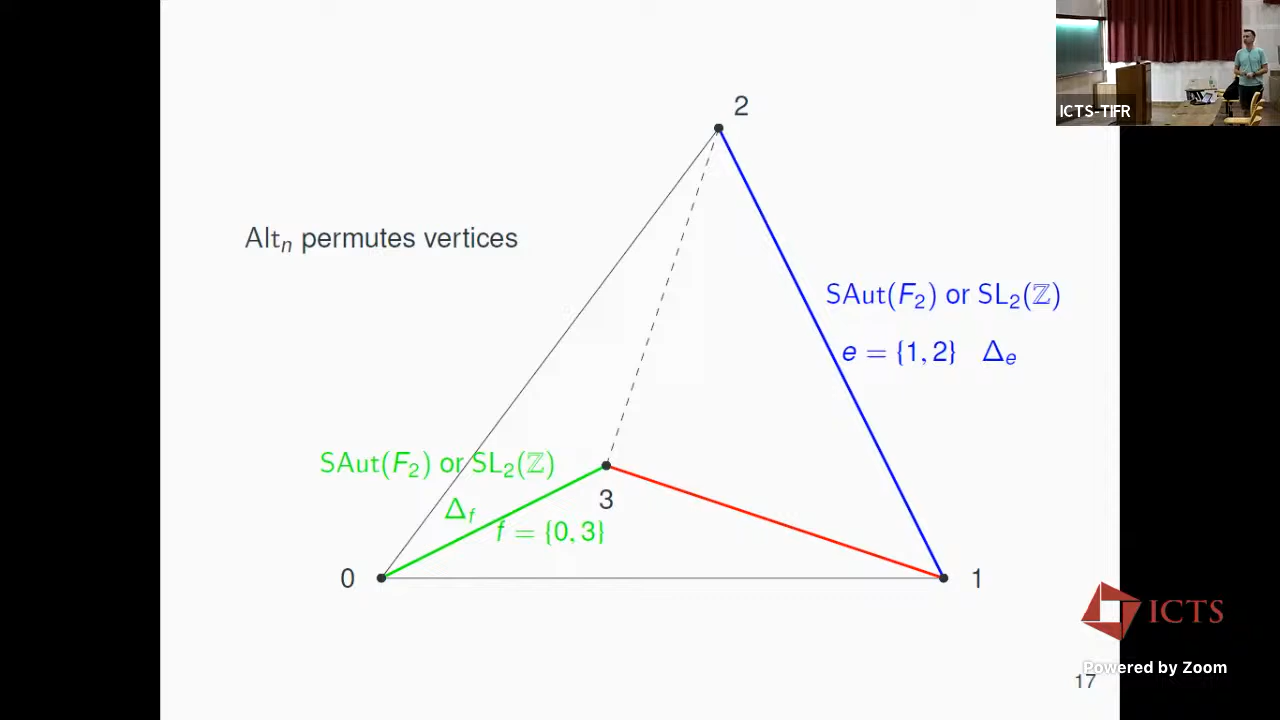 2
ICTS-TIFR
Altₙ permutes vertices
SAut(F₂) or SL₂(ℤ)
e = {1, 2} Δₑ
SAut(F₂) or SL₂(ℤ)
3
Δ_f
f = {0, 3}
0
1
ICTS
Powered by Zoom
17